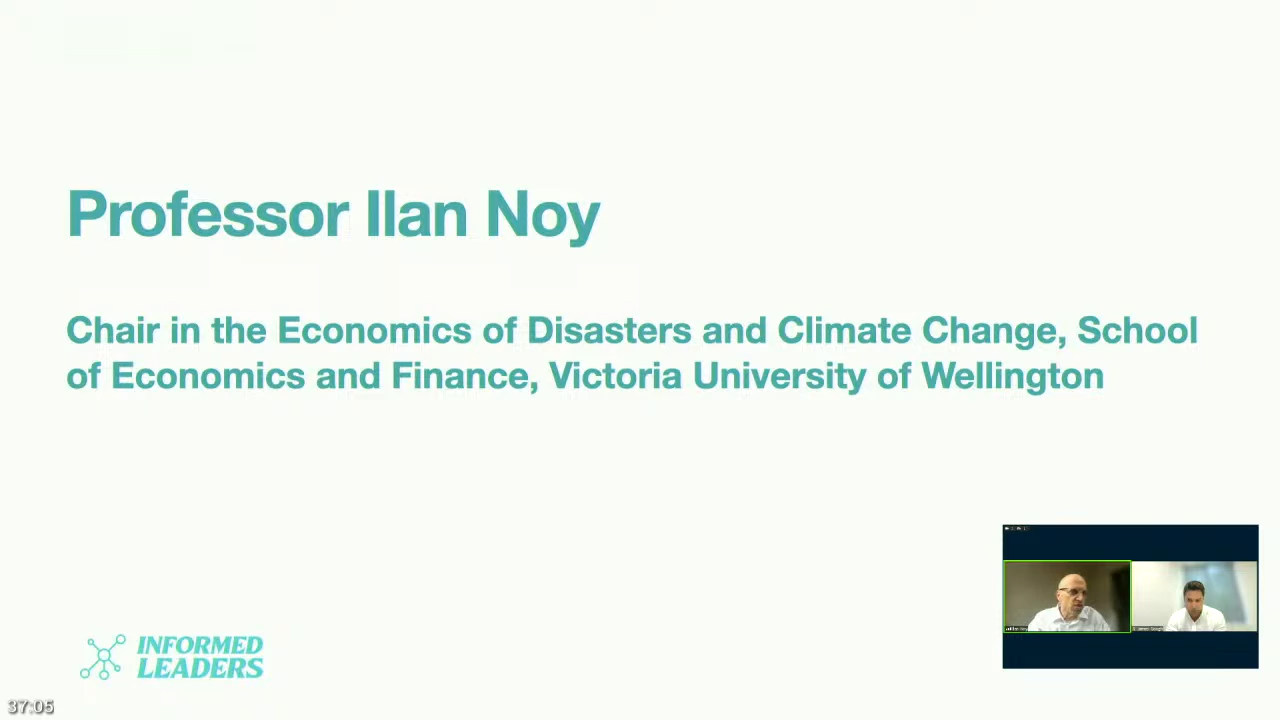 Professor Ilan Noy
Chair in the Economics of Disasters and Climate Change, School
of Economics and Finance, Victoria University of Wellington
INFORMED
LEADERS
37:05